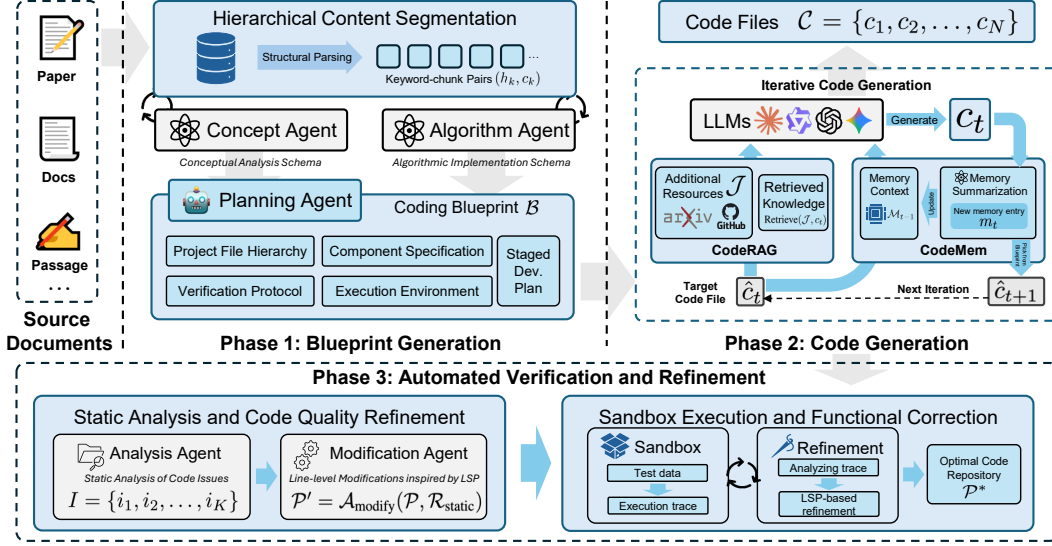 Paper
Docs
Passage
...
Source
Documents
Hierarchical Content Segmentation
Structural Parsing
...
Keyword-chunk Pairs (h_k, c_k)
Concept Agent
Conceptual Analysis Schema
Algorithm Agent
Algorithmic Implementation Schema
Planning Agent
Coding Blueprint ℬ
Project File Hierarchy
Component Specification
Verification Protocol
Execution Environment
Staged
Dev.
Plan
Phase 1: Blueprint Generation
Code Files 𝒞 = {c_1, c_2, . . . , c_N}
Iterative Code Generation
LLMs
Generate
c_t
Additional
Resources 𝒥
arXiv
GitHub
Retrieved
Knowledge
Retrieve(𝒥, c_t)
CodeRAG
Memory
Context
ℳ_{t−1}
Update
Memory
Summarization
New memory entry
m_t
CodeMem
Pick from
Blueprint
Target
Code File
ĉ_t
Next Iteration
ĉ_{t+1}
Phase 2: Code Generation
Phase 3: Automated Verification and Refinement
Static Analysis and Code Quality Refinement
Analysis Agent
Static Analysis of Code Issues
I = {i_1, i_2, . . . , i_K}
Modification Agent
Line-level Modifications inspired by LSP
𝒫′ = 𝒜_modify(𝒫, ℛ_static)
Sandbox Execution and Functional Correction
Sandbox
Test data
Execution trace
Refinement
Analyzing trace
LSP-based
refinement
Optimal Code
Repository
𝒫*